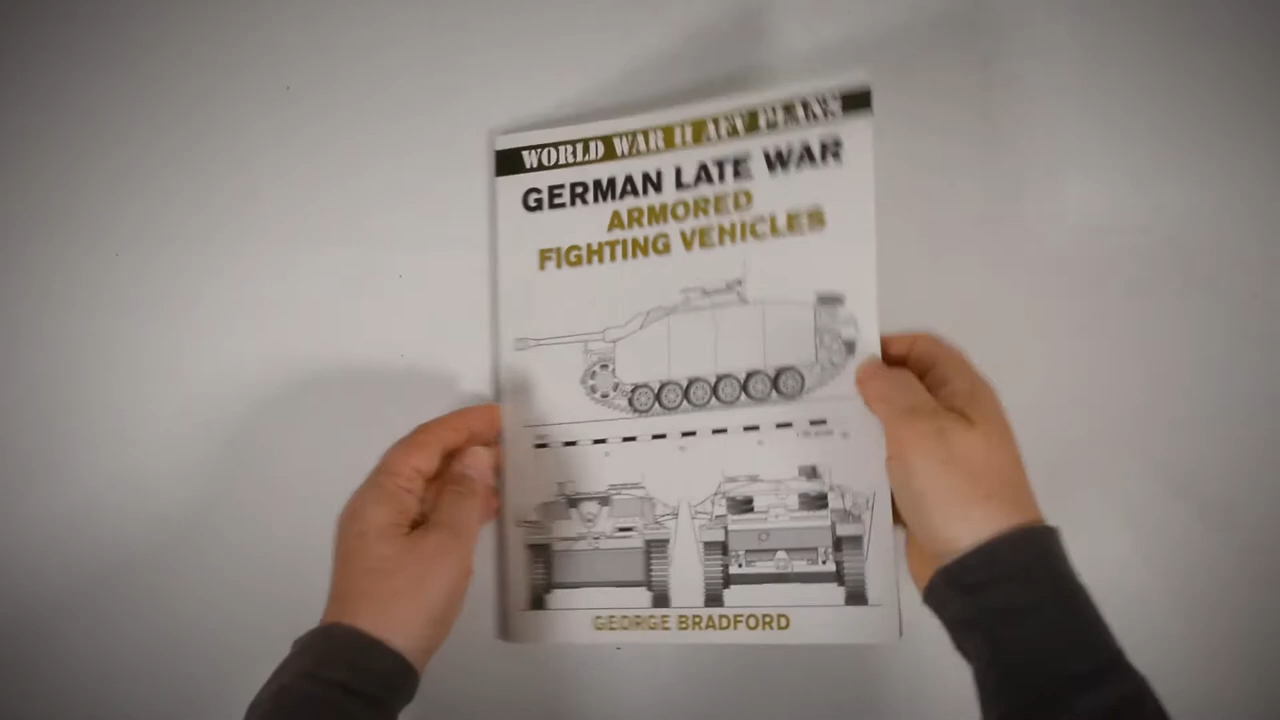 WORLD WAR II AFV PLANS
GERMAN LATE WAR
ARMORED
FIGHTING VEHICLES
GEORGE BRADFORD